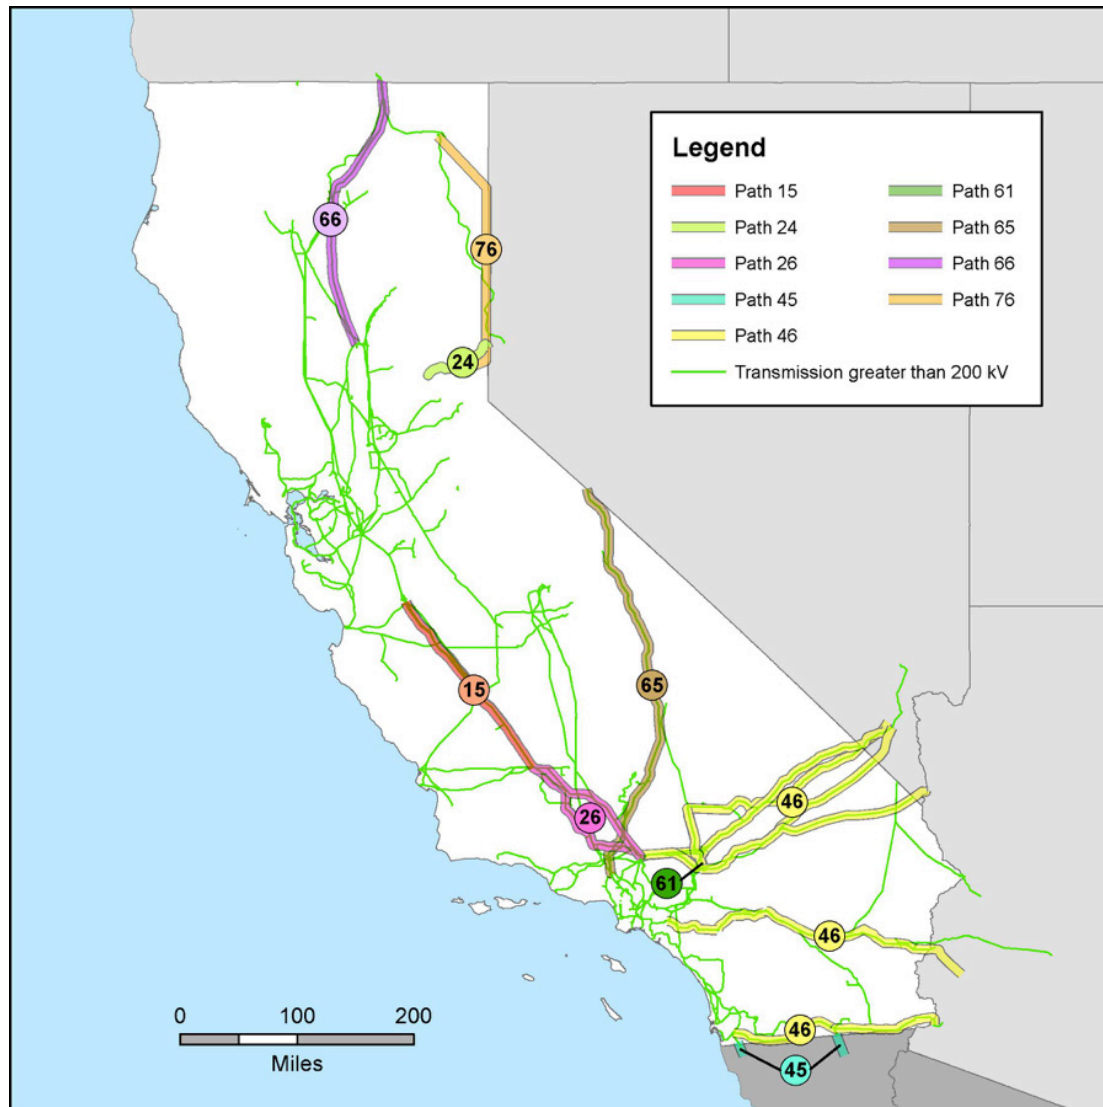 Legend
Path 15
Path 61
Path 24
Path 65
Path 26
Path 66
Path 45
Path 76
Path 46
Transmission greater than 200 kV
66
76
24
15
65
26
46
61
46
46
45
0 100 200
Miles